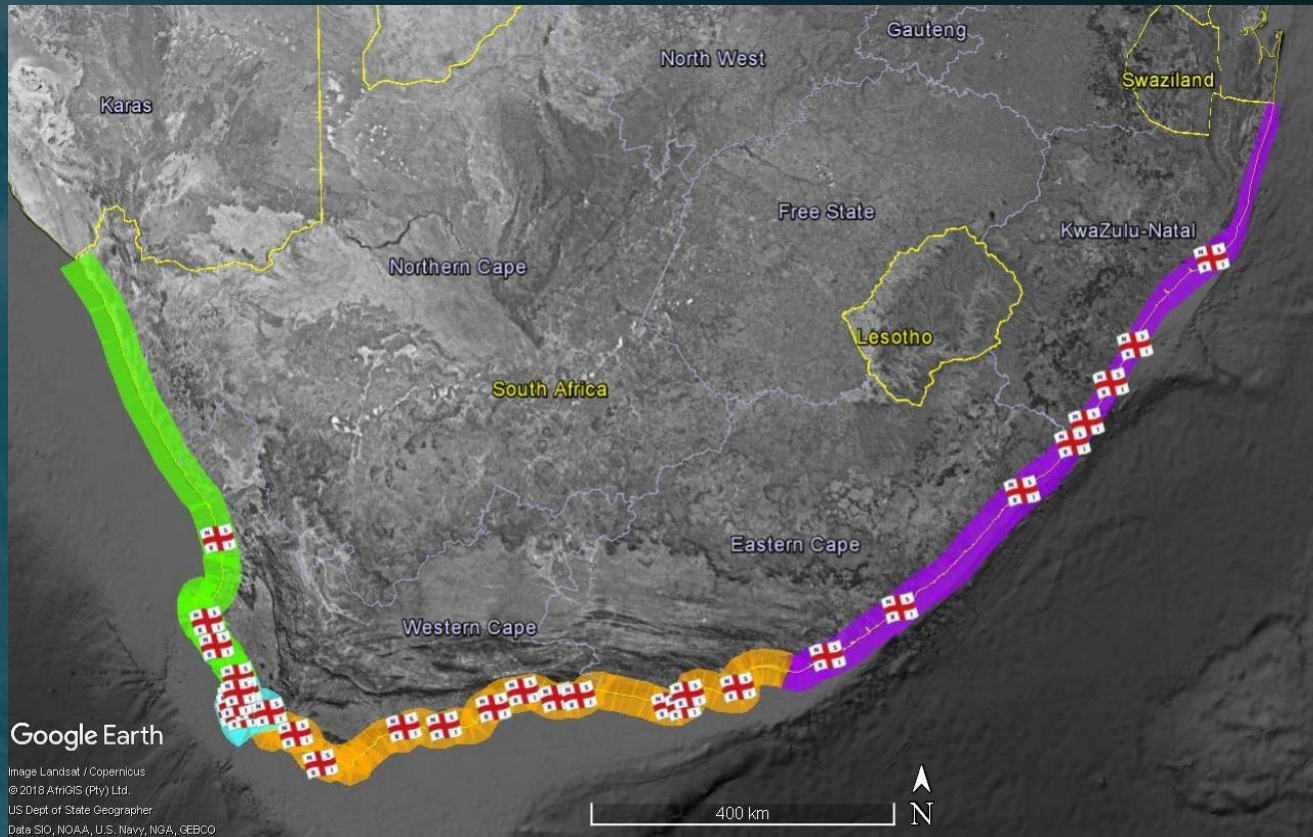 Gauteng
North West
Swaziland
Karas
Free State
KwaZulu-Natal
Northern Cape
Lesotho
South Africa
Eastern Cape
Western Cape
Google Earth
Image Landsat / Copernicus
© 2018 AfriGIS (Pty) Ltd.
US Dept of State Geographer
Data SIO, NOAA, U.S. Navy, NGA, GEBCO
400 km
N
N S
R I
N S
R I
N S
R I
N S
R I
N S
R I
N S
R I
N S
R I
N S
R I